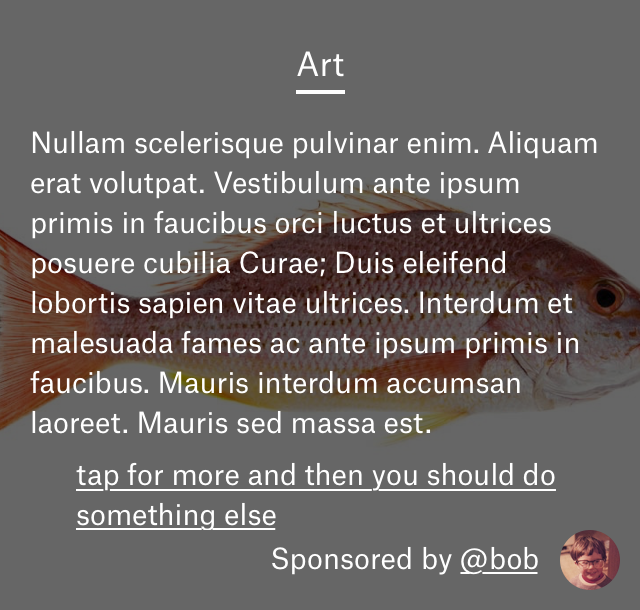 Art
Nullam scelerisque pulvinar enim. Aliquam
erat volutpat. Vestibulum ante ipsum
primis in faucibus orci luctus et ultrices
posuere cubilia Curae; Duis eleifend
lobortis sapien vitae ultrices. Interdum et
malesuada fames ac ante ipsum primis in
faucibus. Mauris interdum accumsan
laoreet. Mauris sed massa est.
tap for more and then you should do
something else
Sponsored by @bob